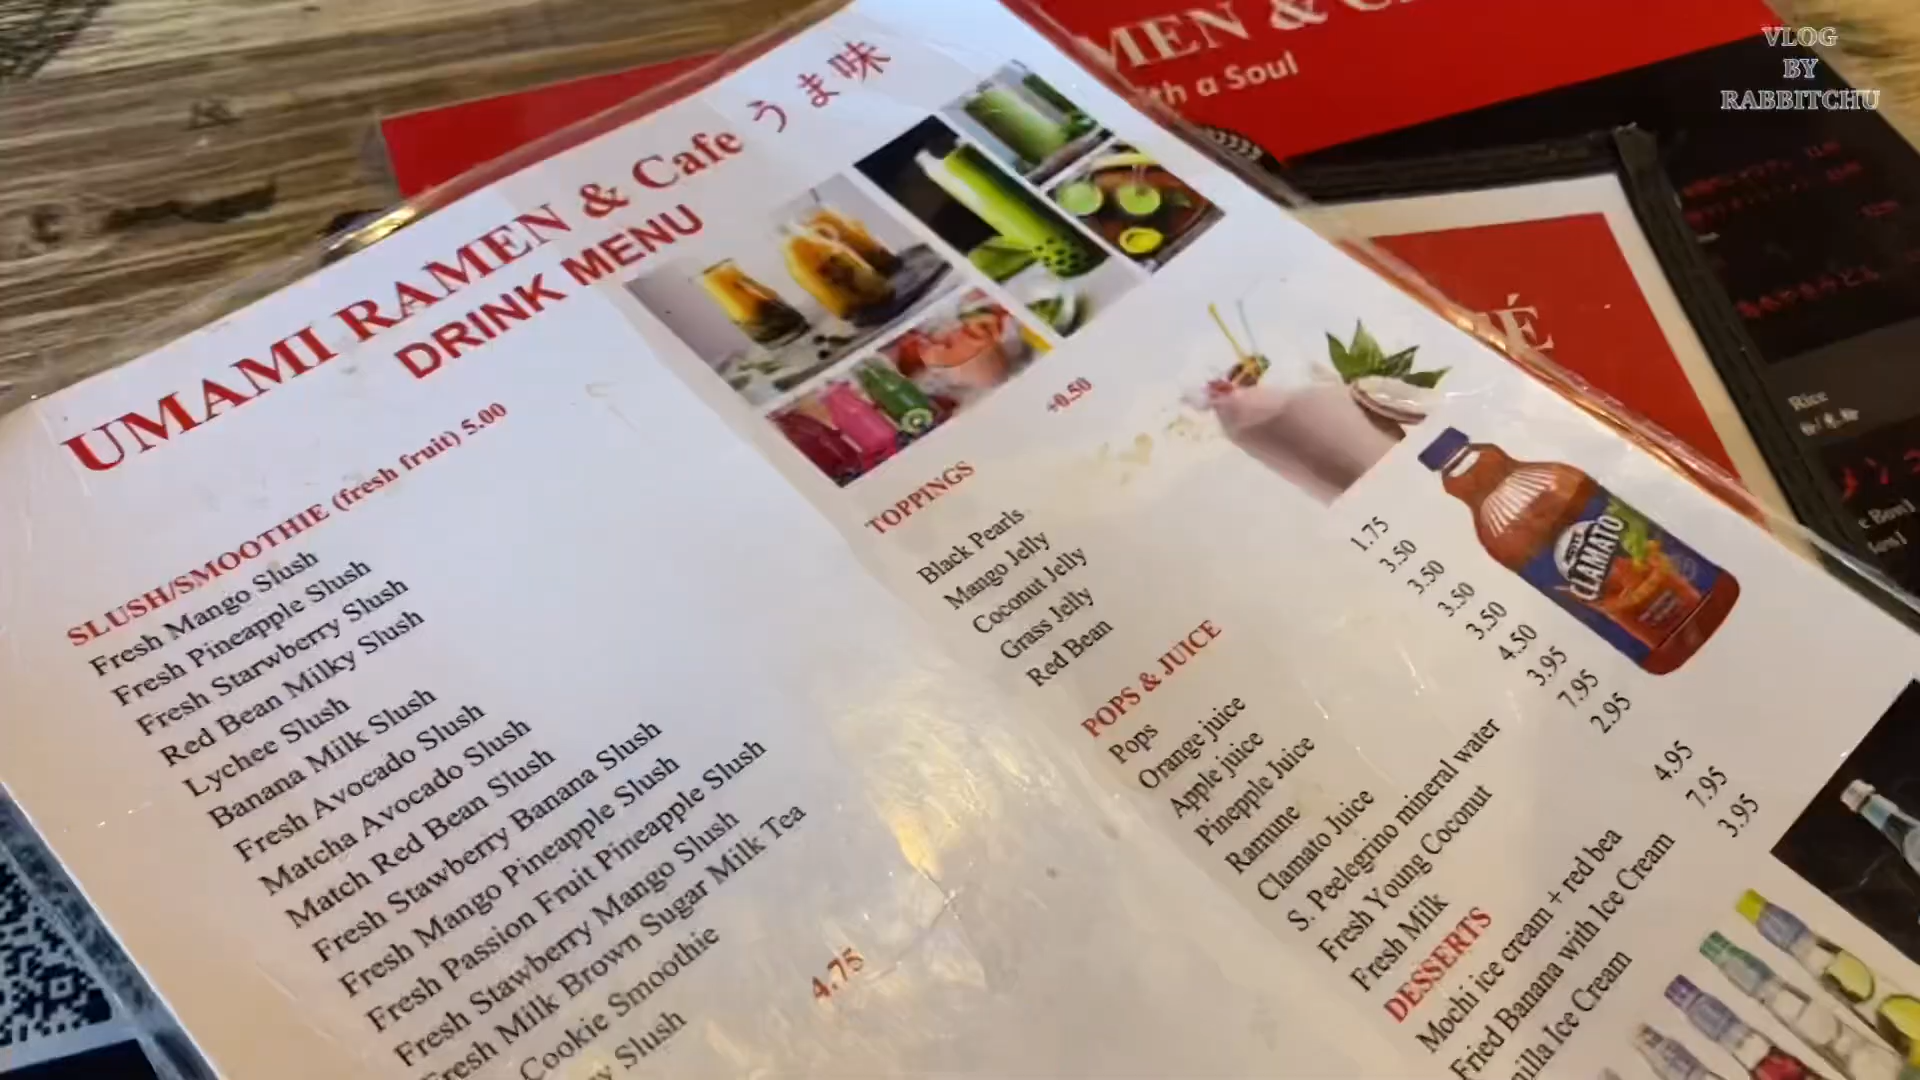 UMAMI RAMEN & Cafe うま味
DRINK MENU
SLUSH/SMOOTHIE (fresh fruit) 5.00
Fresh Mango Slush
Fresh Pineapple Slush
Fresh Starwberry Slush
Red Bean Milky Slush
Lychee Slush
Banana Milk Slush
Fresh Avocado Slush
Matcha Avocado Slush
Match Red Bean Slush
Fresh Stawberry Banana Slush
Fresh Mango Pineapple Slush
Fresh Passion Fruit Pineapple Slush
Fresh Stawberry Mango Slush
Fresh Milk Brown Sugar Milk Tea
Cookie Smoothie
Slush
4.75
TOPPINGS +0.50
Black Pearls
Mango Jelly
Coconut Jelly
Grass Jelly
Red Bean
POPS & JUICE
Pops 1.75
Orange juice 3.50
Apple juice 3.50
Pinepple Juice 3.50
Ramune 3.50
Clamato Juice 4.50
S. Peelegrino mineral water 3.95
Fresh Young Coconut 7.95
Fresh Milk 2.95
DESSERTS
Mochi ice cream + red bea 4.95
Fried Banana with Ice Cream 7.95
nilla Ice Cream 3.95
CLAMATO
MEN &
th a Soul
É
Rice
VLOG
BY
RABBITCHU